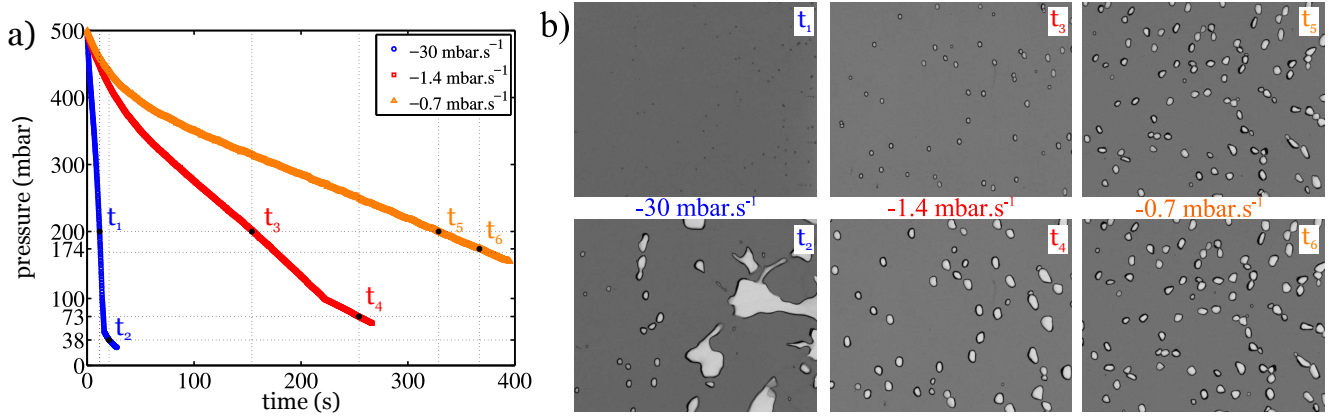 a)
500
400
300
200
174
100
73
38
0
pressure (mbar)
0
100
200
300
400
time (s)
−30 mbar.s⁻¹
−1.4 mbar.s⁻¹
−0.7 mbar.s⁻¹
t₁
t₂
t₃
t₄
t₅
t₆
b)
t₁
t₃
t₅
-30 mbar.s⁻¹
-1.4 mbar.s⁻¹
-0.7 mbar.s⁻¹
t₂
t₄
t₆